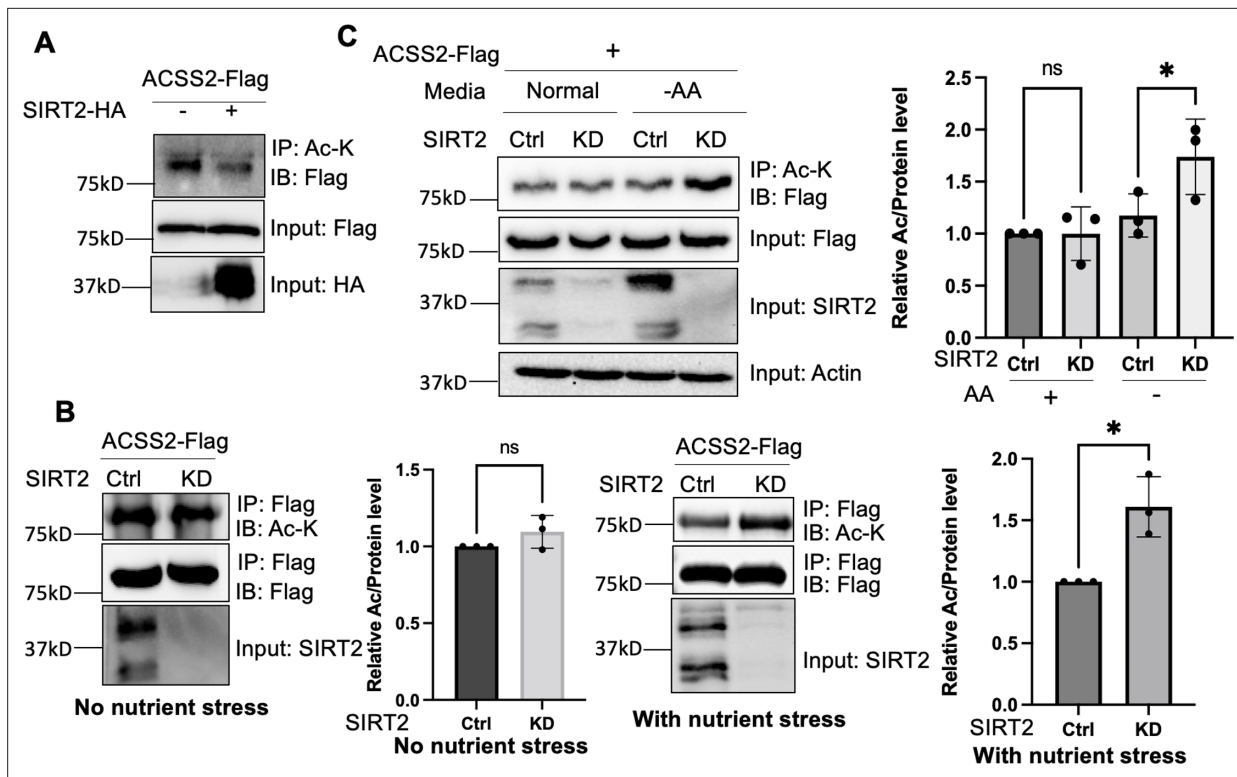 A
ACSS2-Flag
SIRT2-HA - +
IP: Ac-K
75kD
IB: Flag
75kD
Input: Flag
37kD
Input: HA
C
ACSS2-Flag +
Media Normal -AA
SIRT2 Ctrl KD Ctrl KD
IP: Ac-K
75kD
IB: Flag
75kD
Input: Flag
37kD
Input: SIRT2
37kD
Input: Actin
Relative Ac/Protein level
2.5
2.0
1.5
1.0
0.5
0.0
ns
*
SIRT2 Ctrl KD Ctrl KD
AA + -
B
ACSS2-Flag
SIRT2 Ctrl KD
IP: Flag
75kD
IB: Ac-K
IP: Flag
75kD
IB: Flag
37kD
Input: SIRT2
No nutrient stress
Relative Ac/Protein level
1.5
1.0
0.5
0.0
ns
SIRT2 Ctrl KD
No nutrient stress
ACSS2-Flag
SIRT2 Ctrl KD
IP: Flag
75kD
IB: Ac-K
IP: Flag
75kD
IB: Flag
37kD
Input: SIRT2
With nutrient stress
Relative Ac/Protein level
2.0
1.5
1.0
0.5
0.0
*
SIRT2 Ctrl KD
With nutrient stress